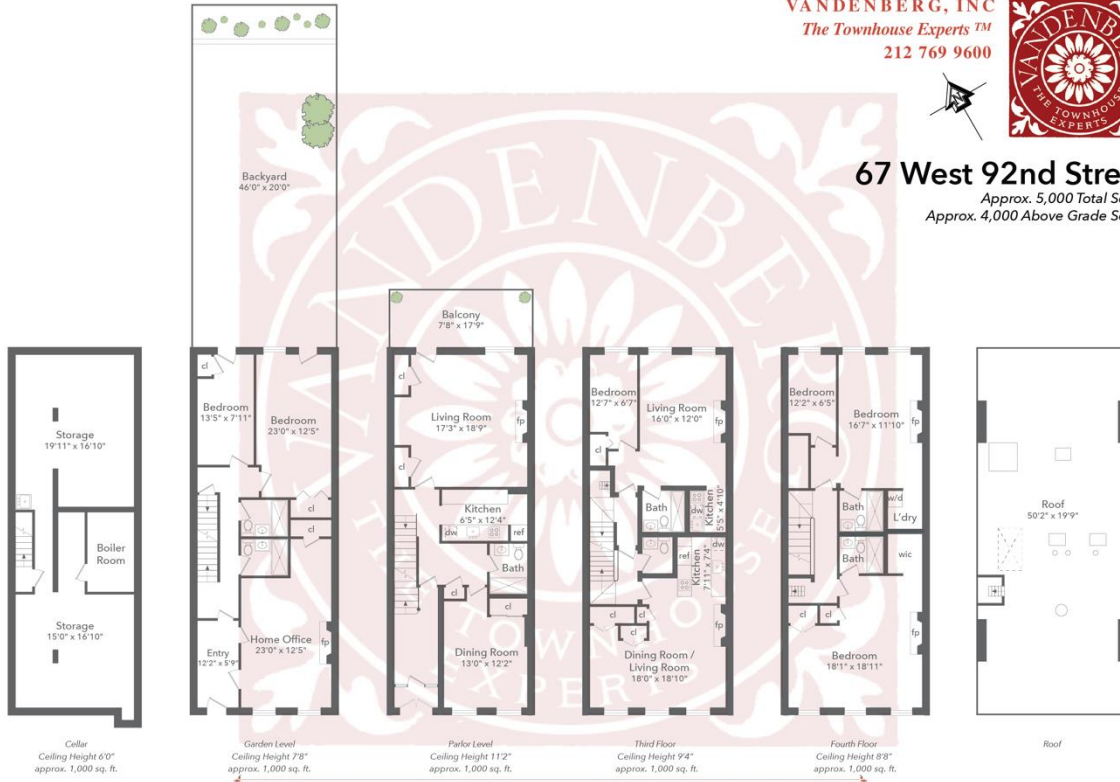 VANDENBERG, INC
The Townhouse Experts ™
212 769 9600
VANDENBE
THE TOWNHOUSE
EXPERTS
67 West 92nd Stre
Approx. 5,000 Total S
Approx. 4,000 Above Grade S
VANDENBERG
THE TOWNHOUSE
EXPERTS
Storage
19'11" x 16'10"
Boiler
Room
Storage
15'0" x 16'10"
Cellar
Ceiling Height 6'0"
approx. 1,000 sq. ft.
Backyard
46'0" x 20'0"
cl
Bedroom
13'5" x 7'11"
Bedroom
23'0" x 12'5"
cl
cl
Home Office
23'0" x 12'5"
fp
Entry
12'2" x 5'9"
Garden Level
Ceiling Height 7'8"
approx. 1,000 sq. ft.
Balcony
7'8" x 17'9"
cl
Living Room
17'3" x 18'9"
fp
cl
Kitchen
6'5" x 12'4"
dw
ref
Bath
cl
cl
Dining Room
13'0" x 12'2"
Parlor Level
Ceiling Height 11'2"
approx. 1,000 sq. ft.
Bedroom
12'7" x 6'7"
Living Room
16'0" x 12'0"
fp
cl
Bath
dw
Kitchen
5'5" x 4'10"
ref
dw
Kitchen
7'11" x 7'4"
cl
cl
cl
fp
Dining Room /
Living Room
18'0" x 18'10"
Third Floor
Ceiling Height 9'4"
approx. 1,000 sq. ft.
Bedroom
12'2" x 6'5"
Bedroom
16'7" x 11'10"
fp
Bath
w/d
L'dry
Bath
wic
cl
cl
fp
Bedroom
18'1" x 18'11"
Fourth Floor
Ceiling Height 8'8"
approx. 1,000 sq. ft.
Roof
50'2" x 19'9"
Roof